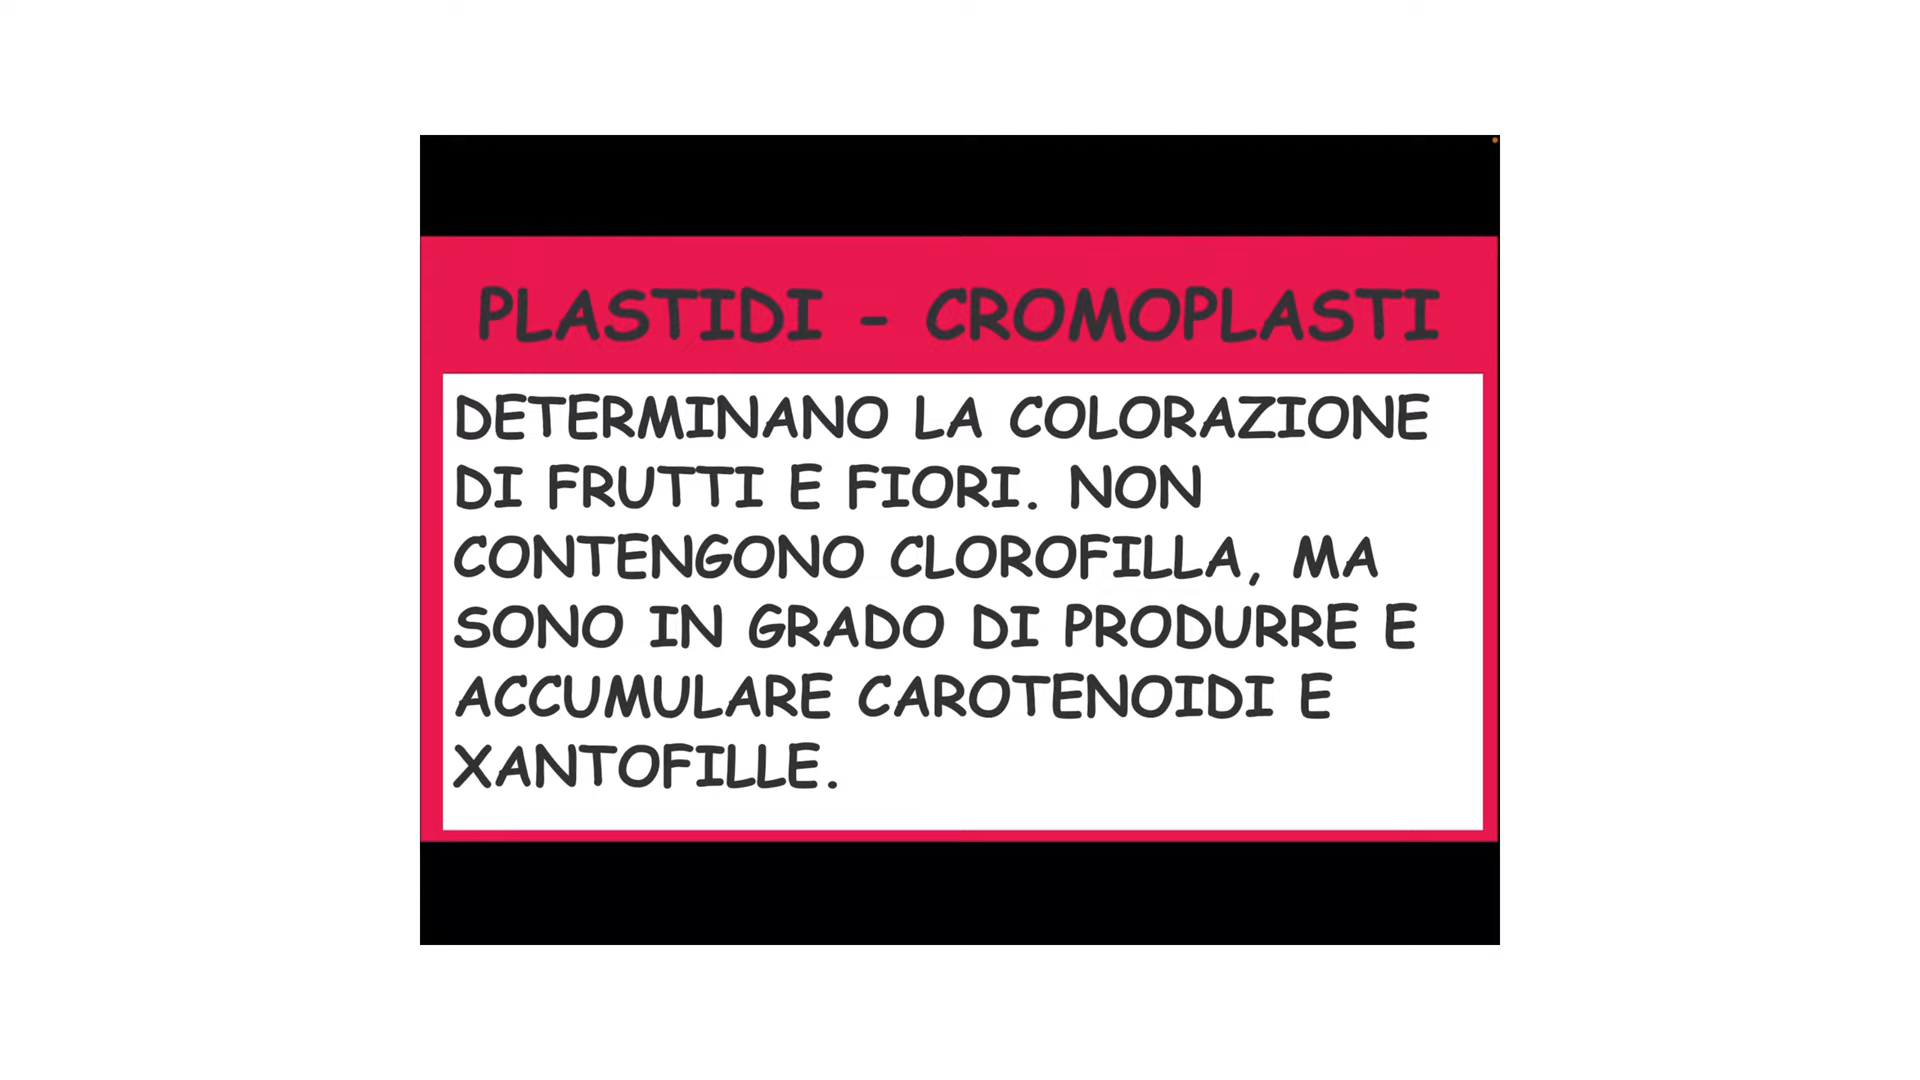 PLASTIDI - CROMOPLASTI
DETERMINANO LA COLORAZIONE
DI FRUTTI E FIORI. NON
CONTENGONO CLOROFILLA, MA
SONO IN GRADO DI PRODURRE E
ACCUMULARE CAROTENOIDI E
XANTOFILLE.